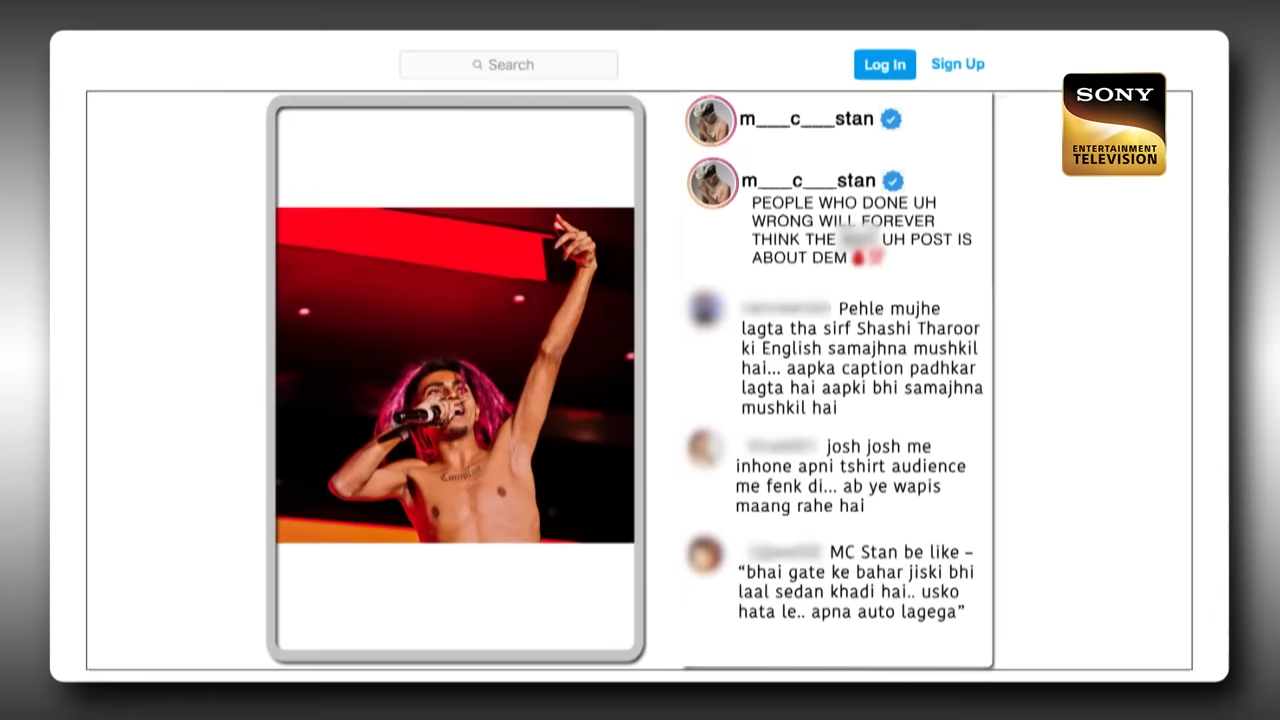 Search
Log In
Sign Up
SONY
ENTERTAINMENT
TELEVISION
m___c___stan
m___c___stan
PEOPLE WHO DONE UH
WRONG WILL FOREVER
THINK THE UH POST IS
ABOUT DEM 🩸💯
Pehle mujhe
lagta tha sirf Shashi Tharoor
ki English samajhna mushkil
hai... aapka caption padhkar
lagta hai aapki bhi samajhna
mushkil hai
josh josh me
inhone apni tshirt audience
me fenk di... ab ye wapis
maang rahe hai
MC Stan be like –
“bhai gate ke bahar jiski bhi
laal sedan khadi hai.. usko
hata le.. apna auto lagega”